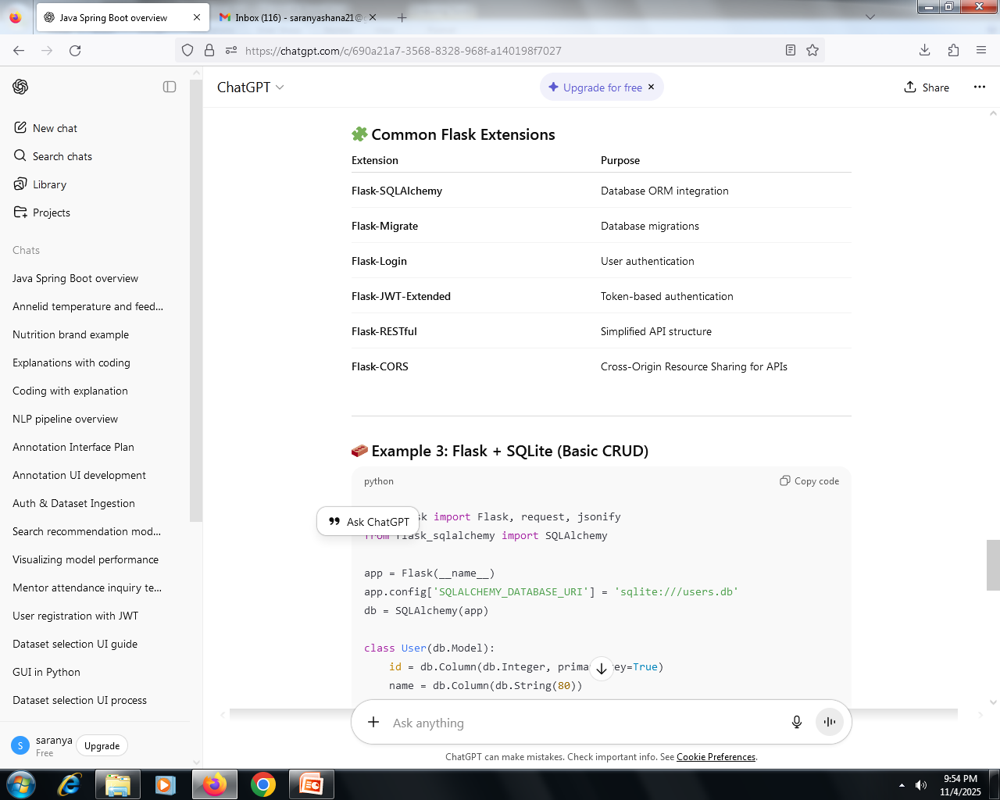 Java Spring Boot overview
Inbox (116) - saranyashana21@
https://chatgpt.com/c/690a21a7-3568-8328-968f-a140198f7027
ChatGPT
Upgrade for free
Share
New chat
Search chats
Library
Projects
Chats
Java Spring Boot overview
Annelid temperature and feed...
Nutrition brand example
Explanations with coding
Coding with explanation
NLP pipeline overview
Annotation Interface Plan
Annotation UI development
Auth & Dataset Ingestion
Search recommendation mod...
Visualizing model performance
Mentor attendance inquiry te...
User registration with JWT
Dataset selection UI guide
GUI in Python
Dataset selection UI process
S
saranya
Free
Upgrade
Common Flask Extensions
Extension Purpose
Flask-SQLAlchemy Database ORM integration
Flask-Migrate Database migrations
Flask-Login User authentication
Flask-JWT-Extended Token-based authentication
Flask-RESTful Simplified API structure
Flask-CORS Cross-Origin Resource Sharing for APIs
Example 3: Flask + SQLite (Basic CRUD)
python
Copy code
Ask ChatGPT
import Flask, request, jsonify
from flask_sqlalchemy import SQLAlchemy
app = Flask(__name__)
app.config['SQLALCHEMY_DATABASE_URI'] = 'sqlite:///users.db'
db = SQLAlchemy(app)
class User(db.Model):
id = db.Column(db.Integer, =True)
name = db.Column(db.String(80))
Ask anything
ChatGPT can make mistakes. Check important info. See Cookie Preferences.
9:54 PM
11/4/2025